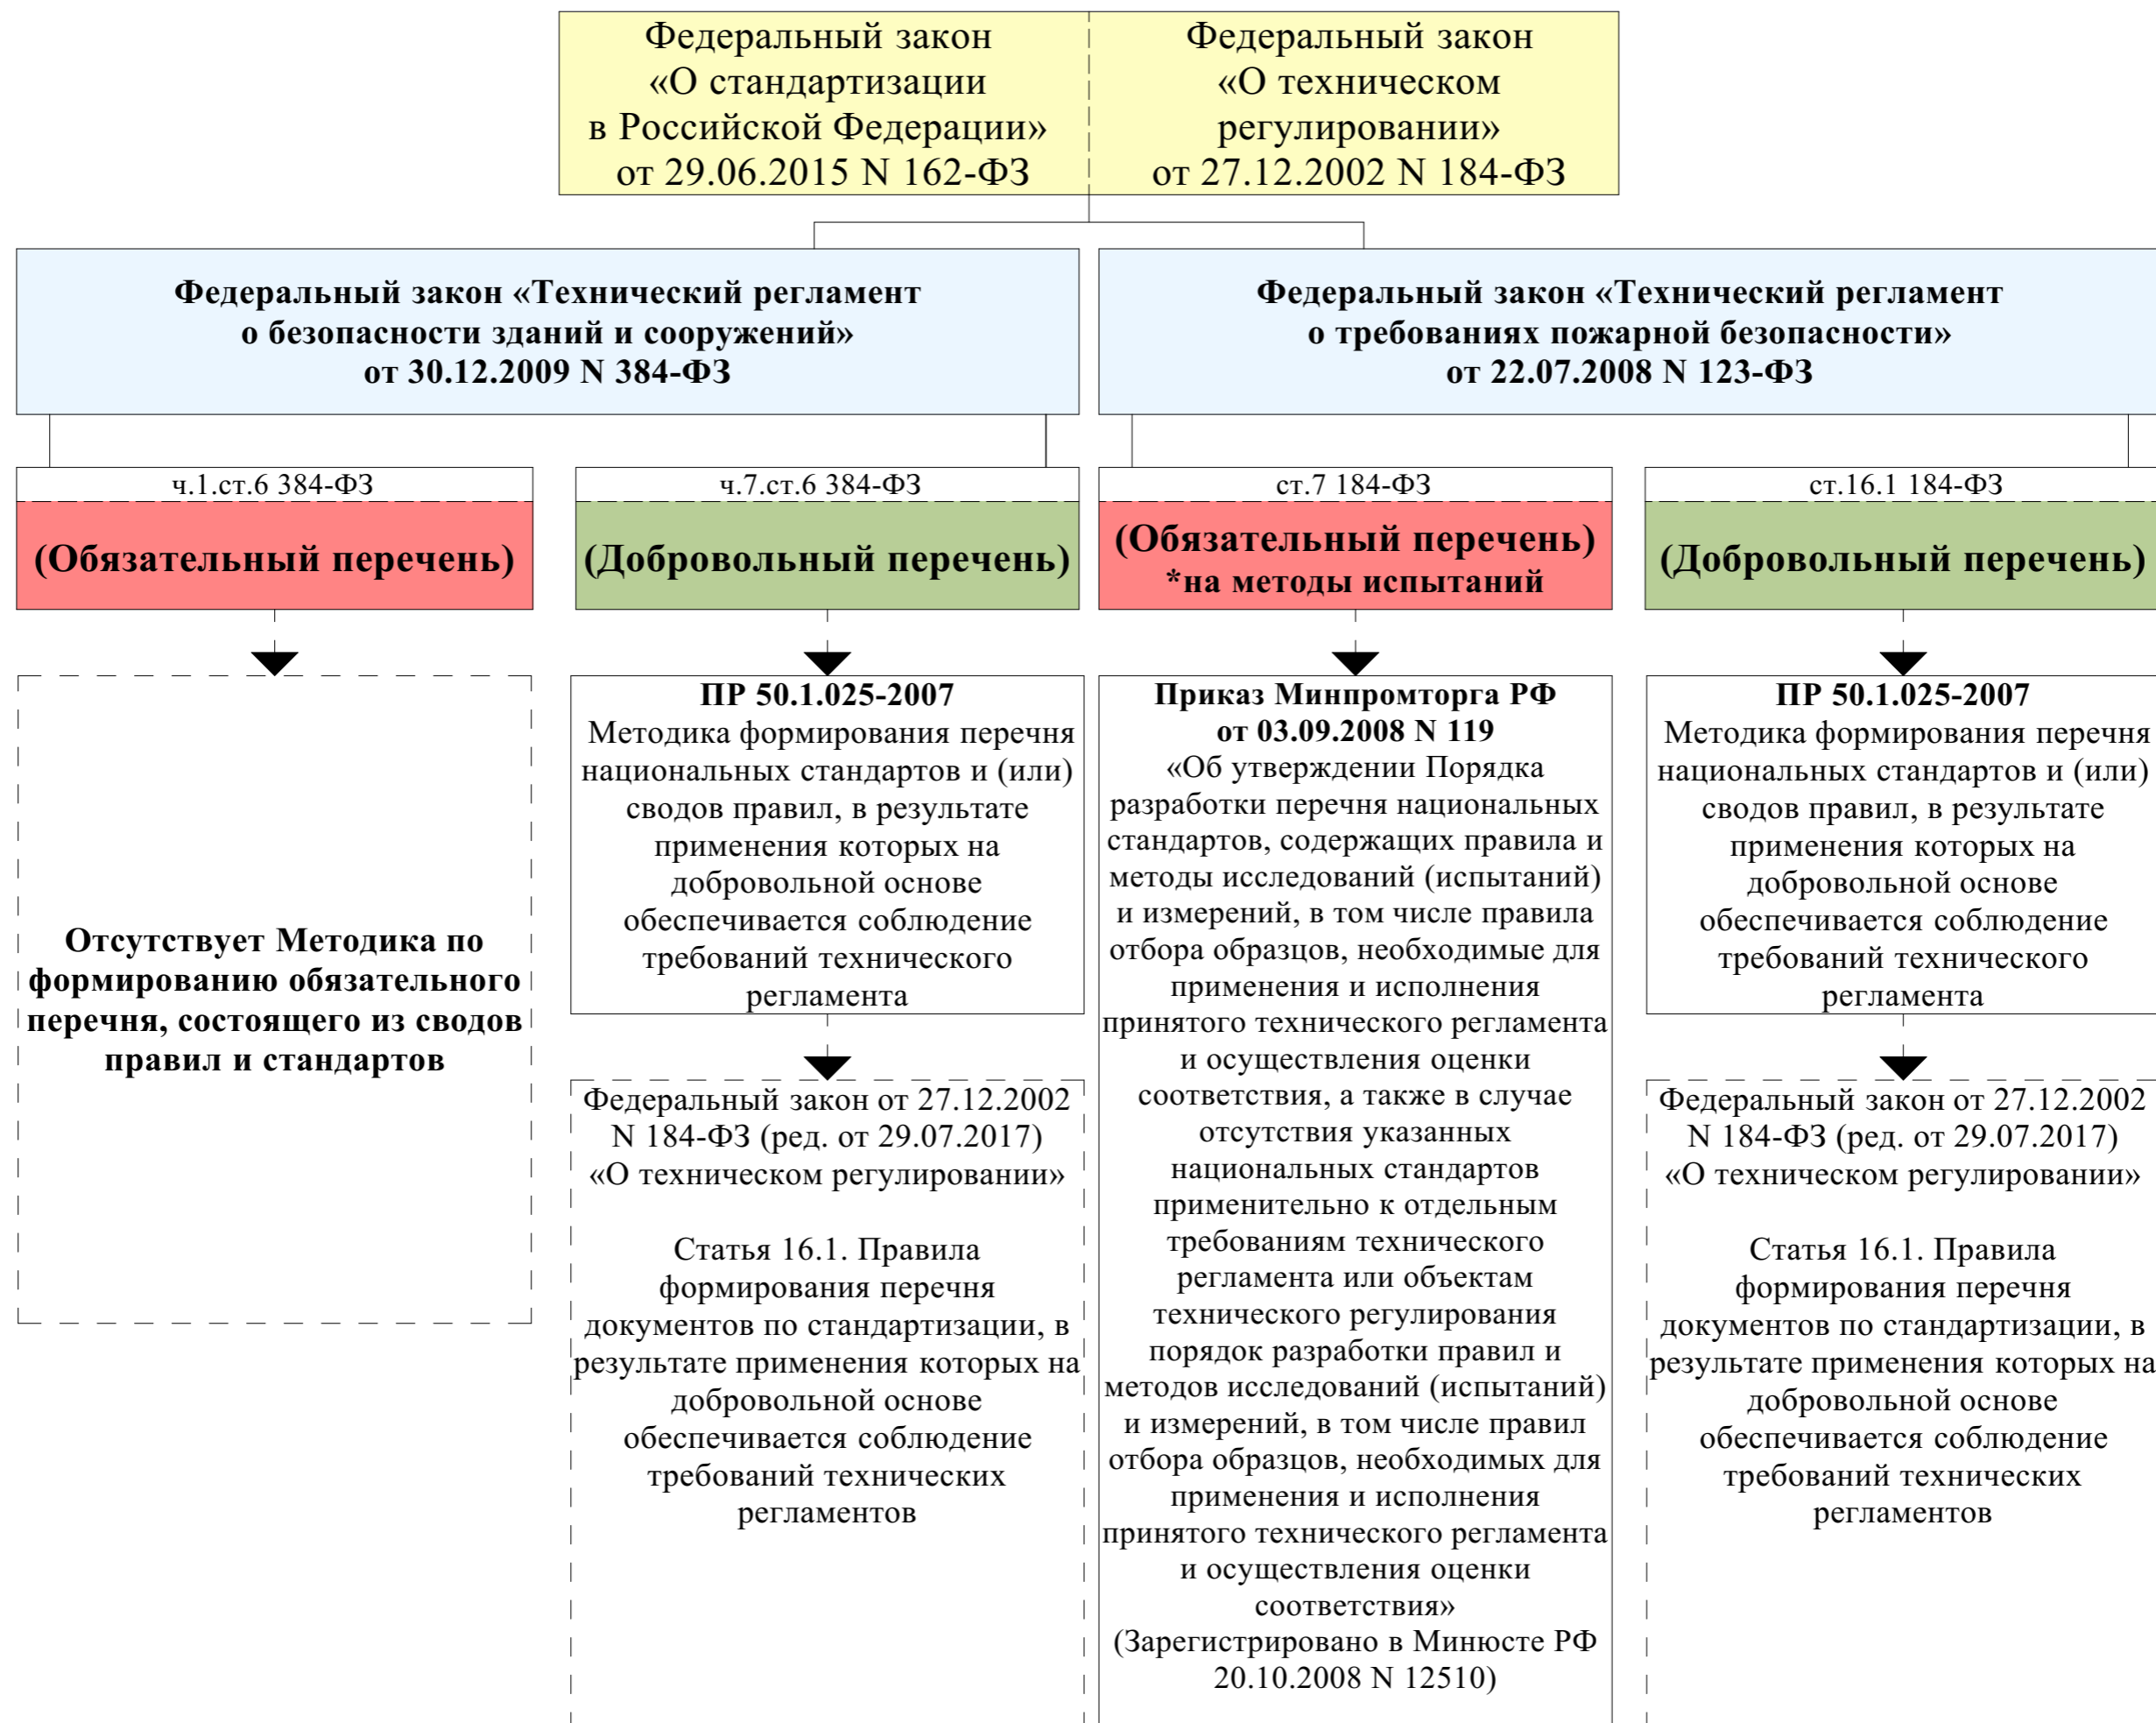 Федеральный закон
«О стандартизации
в Российской Федерации»
от 29.06.2015 N 162-ФЗ
Федеральный закон
«О техническом
регулировании»
от 27.12.2002 N 184-ФЗ
Федеральный закон «Технический регламент
о безопасности зданий и сооружений»
от 30.12.2009 N 384-ФЗ
Федеральный закон «Технический регламент
о требованиях пожарной безопасности»
от 22.07.2008 N 123-ФЗ
ч.1.ст.6 384-ФЗ
(Обязательный перечень)
ч.7.ст.6 384-ФЗ
(Добровольный перечень)
ст.7 184-ФЗ
(Обязательный перечень)
*на методы испытаний
ст.16.1 184-ФЗ
(Добровольный перечень)
Отсутствует Методика по
формированию обязательного
перечня, состоящего из сводов
правил и стандартов
ПР 50.1.025-2007
Методика формирования перечня
национальных стандартов и (или)
сводов правил, в результате
применения которых на
добровольной основе
обеспечивается соблюдение
требований технического
регламента
Федеральный закон от 27.12.2002
N 184-ФЗ (ред. от 29.07.2017)
«О техническом регулировании»
Статья 16.1. Правила
формирования перечня
документов по стандартизации, в
результате применения которых на
добровольной основе
обеспечивается соблюдение
требований технических
регламентов
Приказ Минпромторга РФ
от 03.09.2008 N 119
«Об утверждении Порядка
разработки перечня национальных
стандартов, содержащих правила и
методы исследований (испытаний)
и измерений, в том числе правила
отбора образцов, необходимые для
применения и исполнения
принятого технического регламента
и осуществления оценки
соответствия, а также в случае
отсутствия указанных
национальных стандартов
применительно к отдельным
требованиям технического
регламента или объектам
технического регулирования
порядок разработки правил и
методов исследований (испытаний)
и измерений, в том числе правил
отбора образцов, необходимых для
применения и исполнения
принятого технического регламента
и осуществления оценки
соответствия»
(Зарегистрировано в Минюсте РФ
20.10.2008 N 12510)
ПР 50.1.025-2007
Методика формирования перечня
национальных стандартов и (или)
сводов правил, в результате
применения которых на
добровольной основе
обеспечивается соблюдение
требований технического
регламента
Федеральный закон от 27.12.2002
N 184-ФЗ (ред. от 29.07.2017)
«О техническом регулировании»
Статья 16.1. Правила
формирования перечня
документов по стандартизации, в
результате применения которых на
добровольной основе
обеспечивается соблюдение
требований технических
регламентов